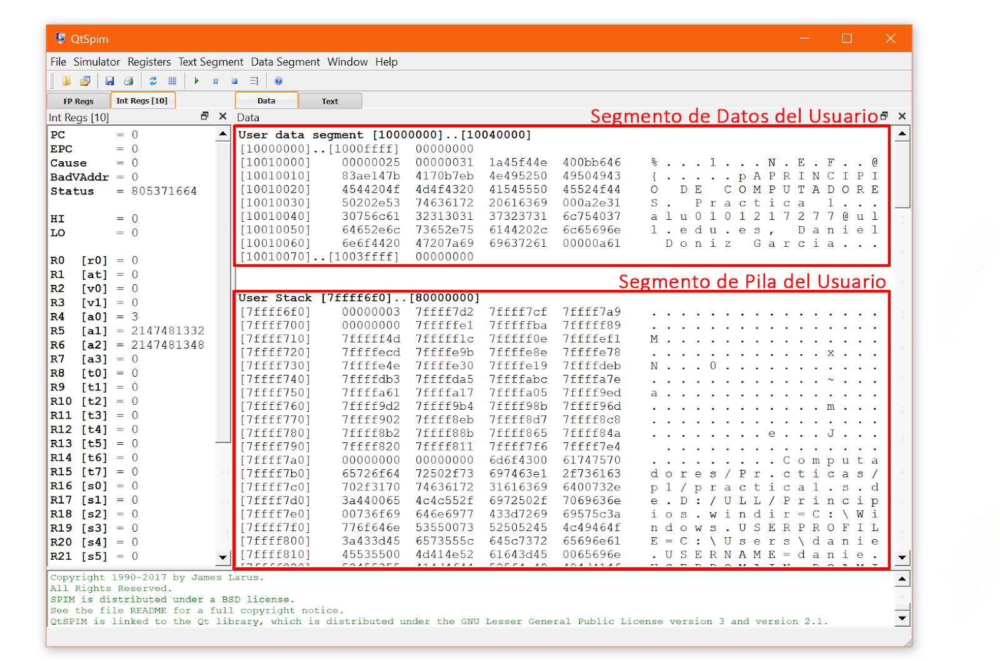 QtSpim
File Simulator Registers Text Segment Data Segment Window Help
FP Regs Int Regs [10] Data Text
Int Regs [10]
Data
Segmento de Datos del Usuario
PC = 0
EPC = 0
Cause = 0
BadVAddr = 0
Status = 805371664
HI = 0
LO = 0
R0 [r0] = 0
R1 [at] = 0
R2 [v0] = 0
R3 [v1] = 0
R4 [a0] = 3
R5 [a1] = 2147481332
R6 [a2] = 2147481348
R7 [a3] = 0
R8 [t0] = 0
R9 [t1] = 0
R10 [t2] = 0
R11 [t3] = 0
R12 [t4] = 0
R13 [t5] = 0
R14 [t6] = 0
R15 [t7] = 0
R16 [s0] = 0
R17 [s1] = 0
R18 [s2] = 0
R19 [s3] = 0
R20 [s4] = 0
R21 [s5] = 0
User data segment [10000000]..[10040000]
[10000000]..[1000ffff] 00000000
[10010000] 00000025 00000031 1a45f44e 400bb646 % . . . 1 . . . N . E . F . . @
[10010010] 83ae147b 4170b7eb 4e495250 49504943 { . . . . . p A P R I N C I P I
[10010020] 4544204f 4d4f4320 41545550 45524f44 O D E C O M P U T A D O R E
[10010030] 50202e53 74636172 20616369 000a2e31 S . P r a c t i c a 1 . . .
[10010040] 30756c61 32313031 37323731 6c754037 a l u 0 1 0 1 2 1 7 2 7 7 @ u l
[10010050] 64652e6c 73652e75 6144202c 6c65696e l . e d u . e s , D a n i e l
[10010060] 6e6f4420 47207a69 69637261 00000a61 D o n i z G a r c i a . . .
[10010070]..[1003ffff] 00000000
Segmento de Pila del Usuario
User Stack [7ffff6f0]..[80000000]
[7ffff6f0] 00000003 7ffff7d2 7ffff7cf 7ffff7a9 . . . . . . . . . . . . . . . .
[7ffff700] 00000000 7fffffe1 7fffffba 7fffff89 . . . . . . . . . . . . . . . .
[7ffff710] 7fffff4d 7fffff1c 7fffff0e 7ffffef1 M . . . . . . . . . . . . . . .
[7ffff720] 7ffffecd 7ffffe9b 7ffffe8e 7ffffe78 . . . . . . . . . . . . x . . .
[7ffff730] 7ffffe4e 7ffffe30 7ffffe19 7ffffdeb N . . . 0 . . . . . . . . . . .
[7ffff740] 7ffffdb3 7ffffda5 7ffffabc 7ffffa7e . . . . . . . . . . . . ~ . . .
[7ffff750] 7ffffa61 7ffffa17 7ffffa05 7ffff9ed a . . . . . . . . . . . . . . .
[7ffff760] 7ffff9d2 7ffff9b4 7ffff98b 7ffff96d . . . . . . . . . . . . m . . .
[7ffff770] 7ffff902 7ffff8eb 7ffff8d7 7ffff8c8 . . . . . . . . . . . . . . . .
[7ffff780] 7ffff8b2 7ffff88b 7ffff865 7ffff84a . . . . . . . . e . . . J . . .
[7ffff790] 7ffff820 7ffff811 7ffff7f6 7ffff7e4 . . . . . . . . . . . . . . .
[7ffff7a0] 00000000 00000000 6d6f4300 61747570 . . . . . . . . . C o m p u t a
[7ffff7b0] 65726f64 72502f73 697463e1 2f736163 d o r e s / P r . c t i c a s /
[7ffff7c0] 702f3170 74636172 31616369 6400732e p 1 / p r a c t i c a 1 . s . d
[7ffff7d0] 3a440065 4c4c552f 6972502f 7069636e e . D : / U L L / P r i n c i p
[7ffff7e0] 00736f69 646e6977 433d7269 69575c3a i o s . w i n d i r = C : \ W i
[7ffff7f0] 776f646e 53550073 52505245 4c49464f n d o w s . U S E R P R O F I L
[7ffff800] 3a433d45 6573555c 645c7372 65696e61 E = C : \ U s e r s \ d a n i e
[7ffff810] 45535500 4d414e52 61643d45 0065696e . U S E R N A M E = d a n i e .
Copyright 1990-2017 by James Larus.
All Rights Reserved.
SPIM is distributed under a BSD license.
See the file README for a full copyright notice.
QtSPIM is linked to the Qt library, which is distributed under the GNU Lesser General Public License version 3 and version 2.1.